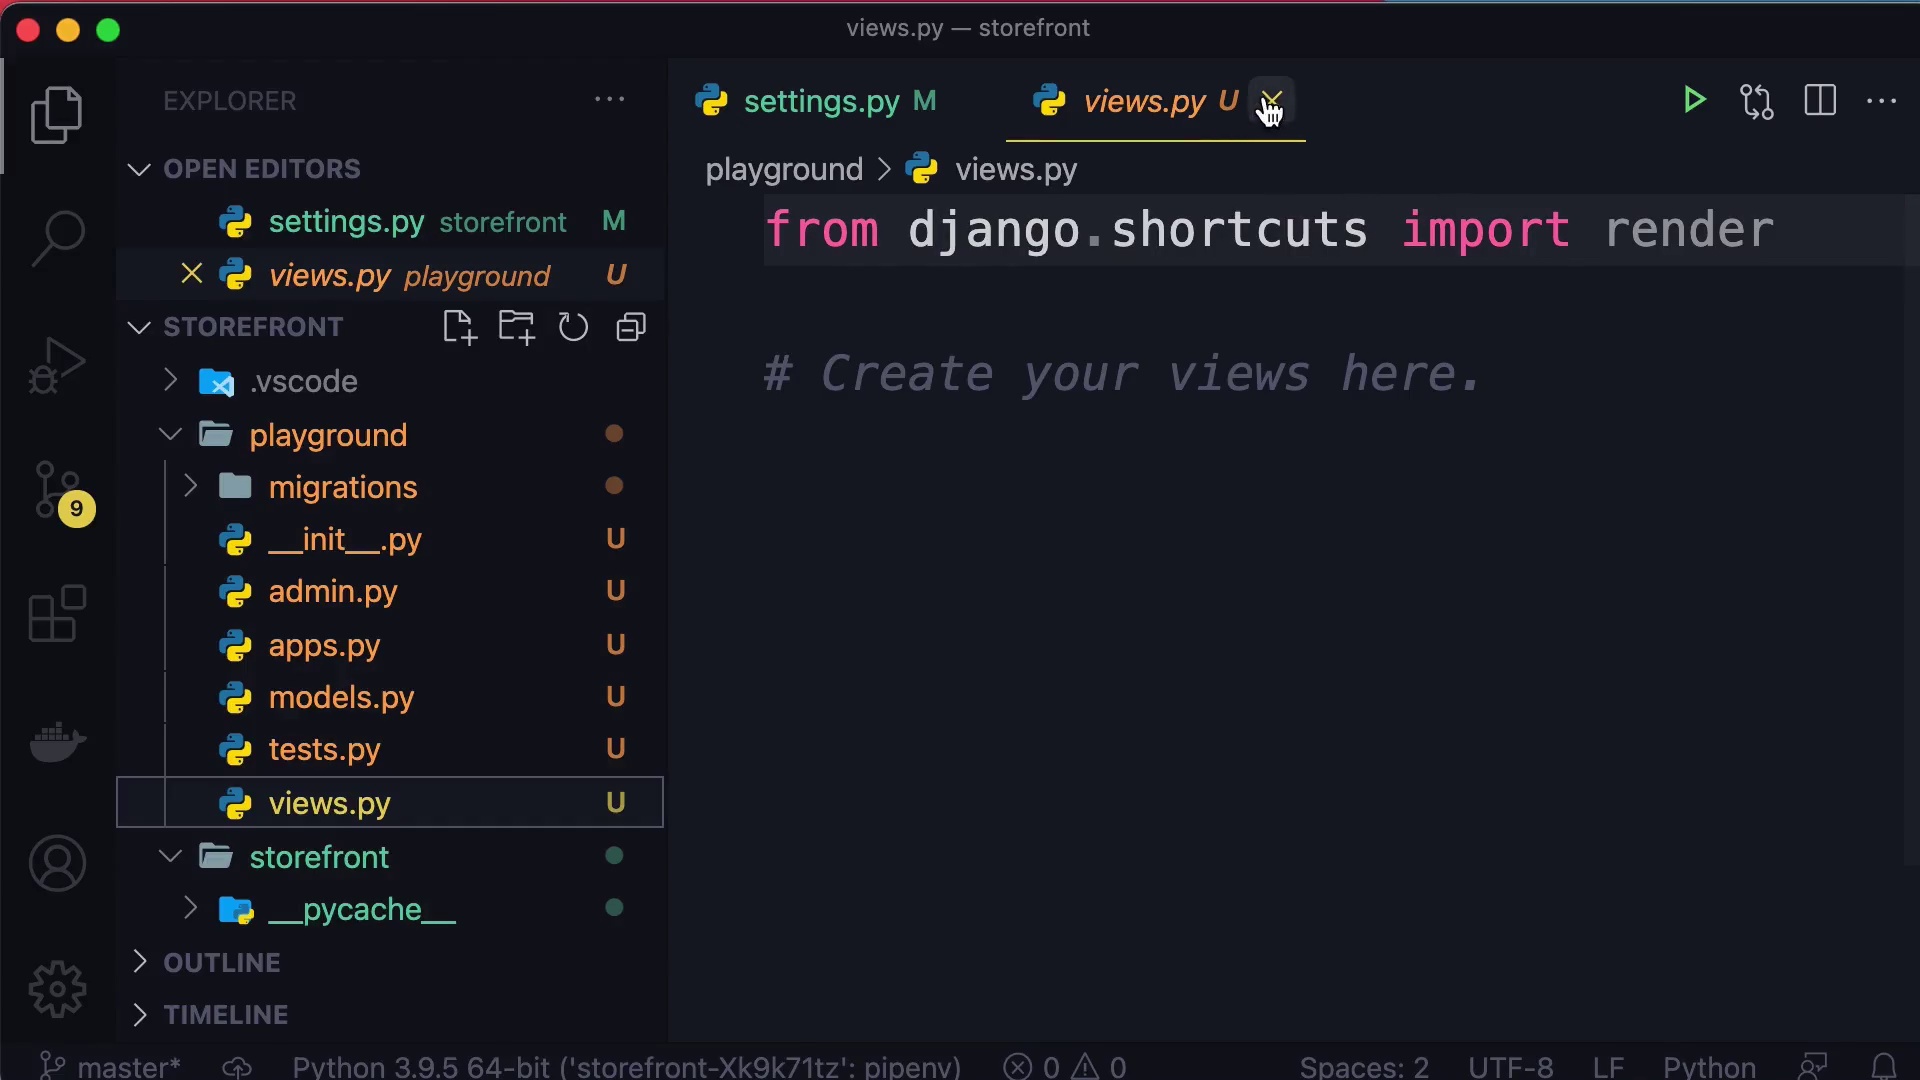 views.py — storefront
EXPLORER
OPEN EDITORS
settings.py storefront M
views.py playground U
STOREFRONT
.vscode
playground
migrations
__init__.py U
admin.py U
apps.py U
models.py U
tests.py U
views.py U
storefront
__pycache__
OUTLINE
TIMELINE
9
settings.py M
views.py U
playground > views.py
from django.shortcuts import render
# Create your views here.
master* Python 3.9.5 64-bit ('storefront-Xk9k71tz': pipenv) 0 0 Spaces: 2 UTF-8 LF Python